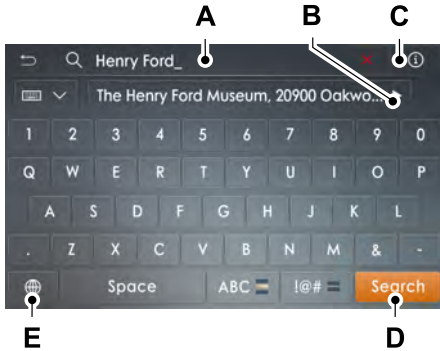 A B C
Henry Ford_
The Henry Ford Museum, 20900 Oakwo...
1 2 3 4 5 6 7 8 9 0
Q W E R T Y U I O P
A S D F G H J K L
. Z X C V B N M & -
Space ABC !@# Search
E D